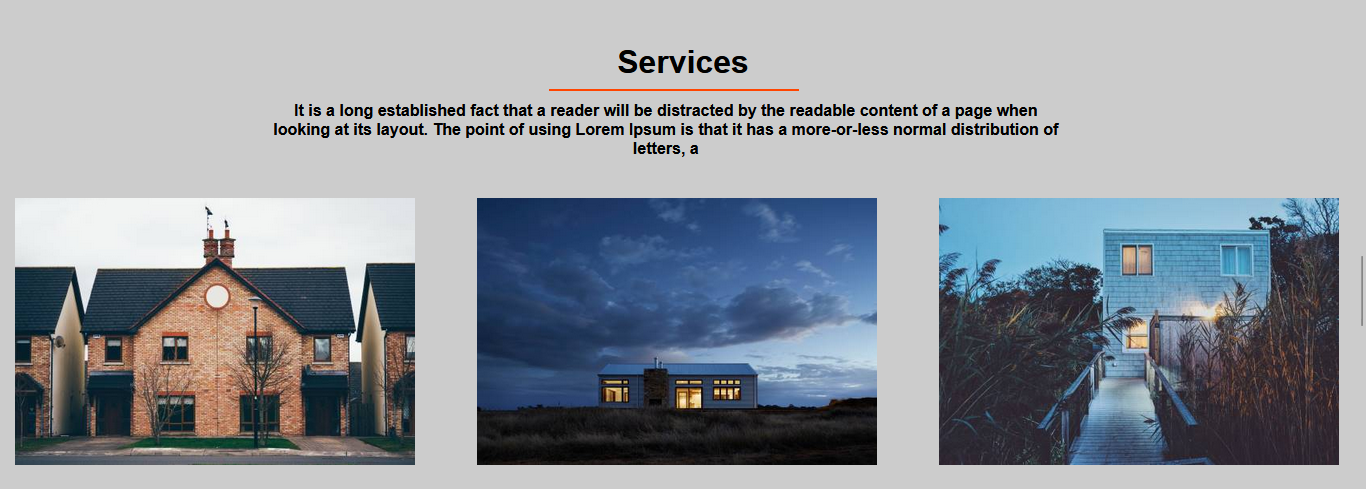 Services
It is a long established fact that a reader will be distracted by the readable content of a page when
looking at its layout. The point of using Lorem Ipsum is that it has a more-or-less normal distribution of
letters, a